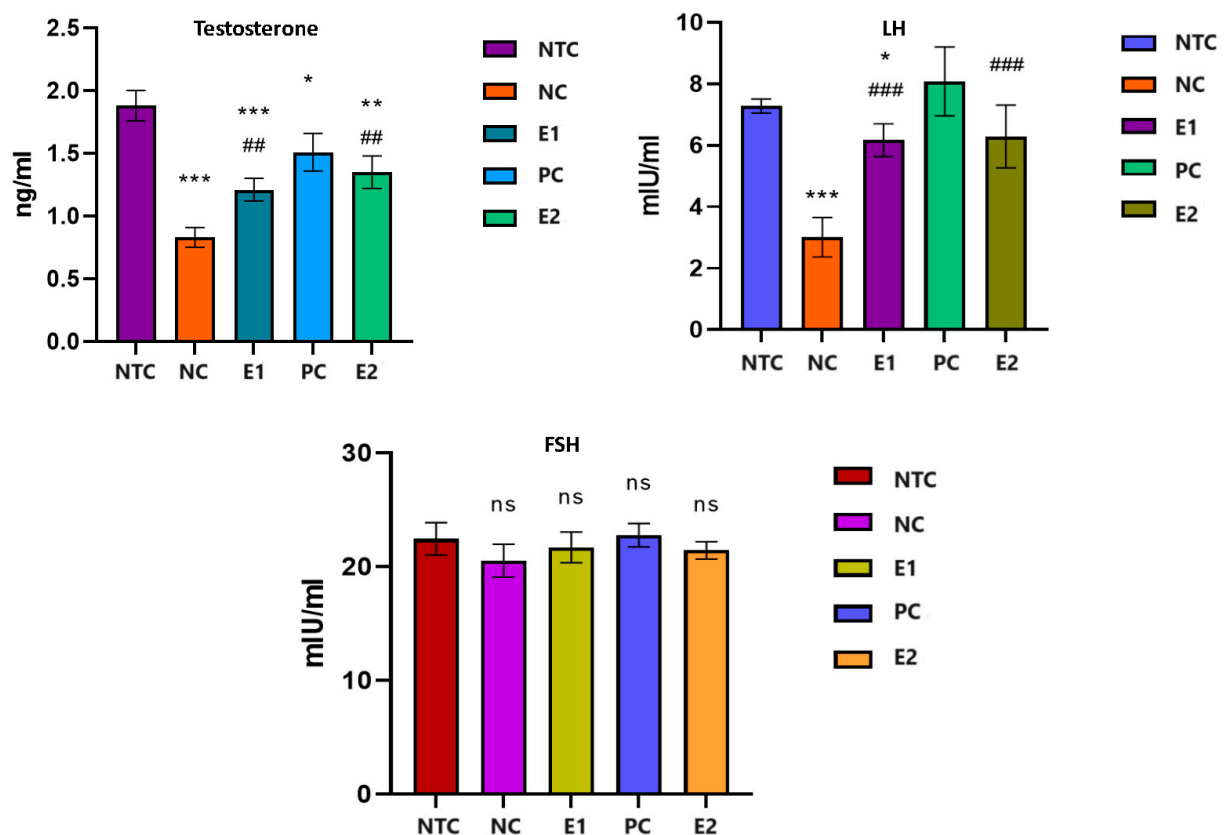 Testosterone
ng/ml
2.5
2.0
1.5
1.0
0.5
0.0
***
***
##
*
**
##
NTC NC E1 PC E2
NTC
NC
E1
PC
E2
LH
mIU/ml
10
8
6
4
2
0
***
*
###
###
NTC NC E1 PC E2
NTC
NC
E1
PC
E2
FSH
mIU/ml
30
20
10
0
ns ns ns ns
NTC NC E1 PC E2
NTC
NC
E1
PC
E2